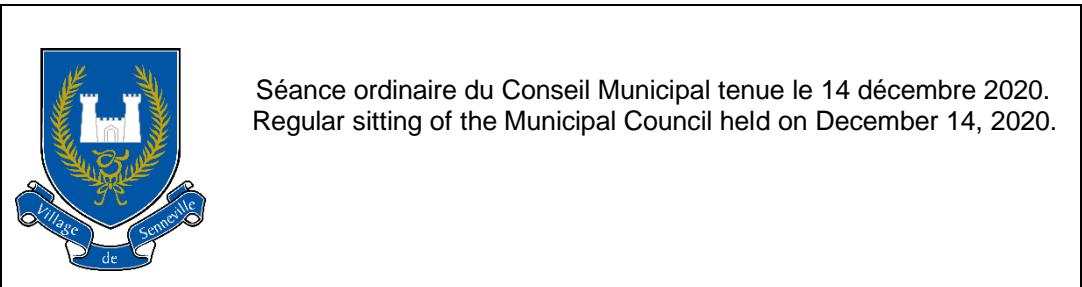 Séance ordinaire du Conseil Municipal tenue le 14 décembre 2020.
Regular sitting of the Municipal Council held on December 14, 2020.
Village
de
Senneville